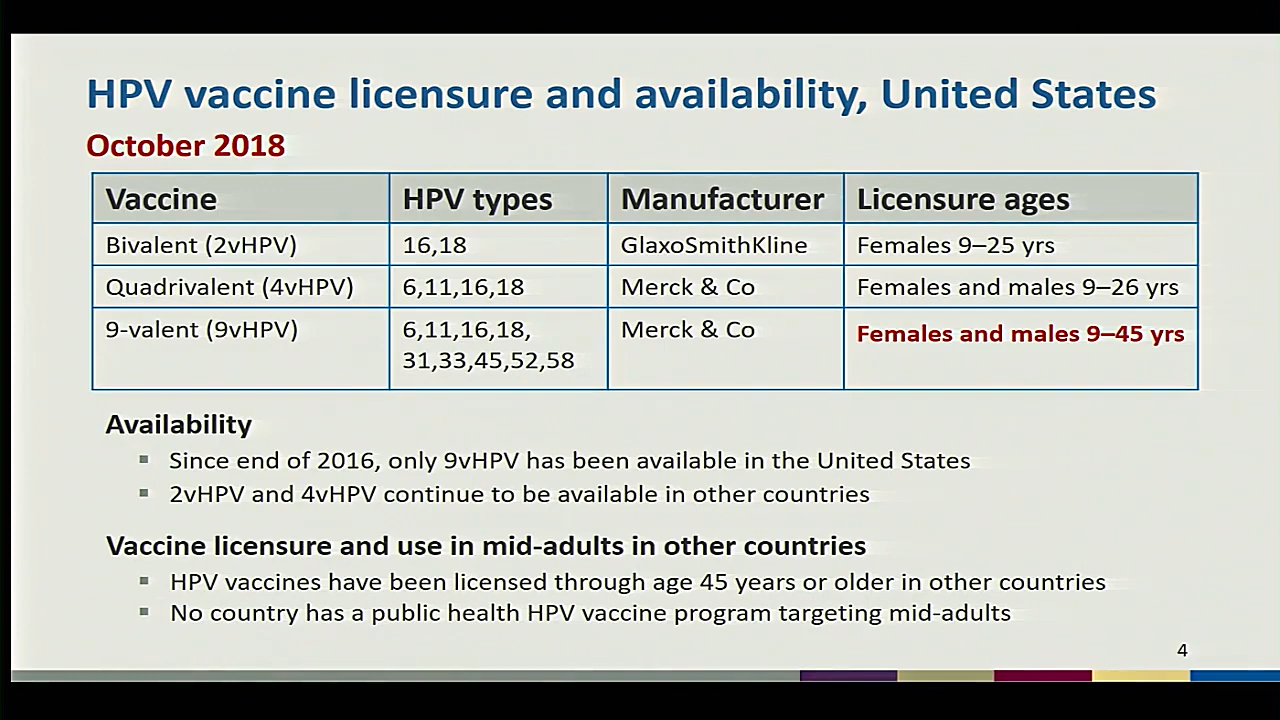 HPV vaccine licensure and availability, United States
October 2018
Vaccine HPV types Manufacturer Licensure ages
Bivalent (2vHPV) 16,18 GlaxoSmithKline Females 9–25 yrs
Quadrivalent (4vHPV) 6,11,16,18 Merck & Co Females and males 9–26 yrs
9-valent (9vHPV) 6,11,16,18, Merck & Co Females and males 9–45 yrs
31,33,45,52,58
Availability
▪ Since end of 2016, only 9vHPV has been available in the United States
▪ 2vHPV and 4vHPV continue to be available in other countries
Vaccine licensure and use in mid-adults in other countries
▪ HPV vaccines have been licensed through age 45 years or older in other countries
▪ No country has a public health HPV vaccine program targeting mid-adults
4